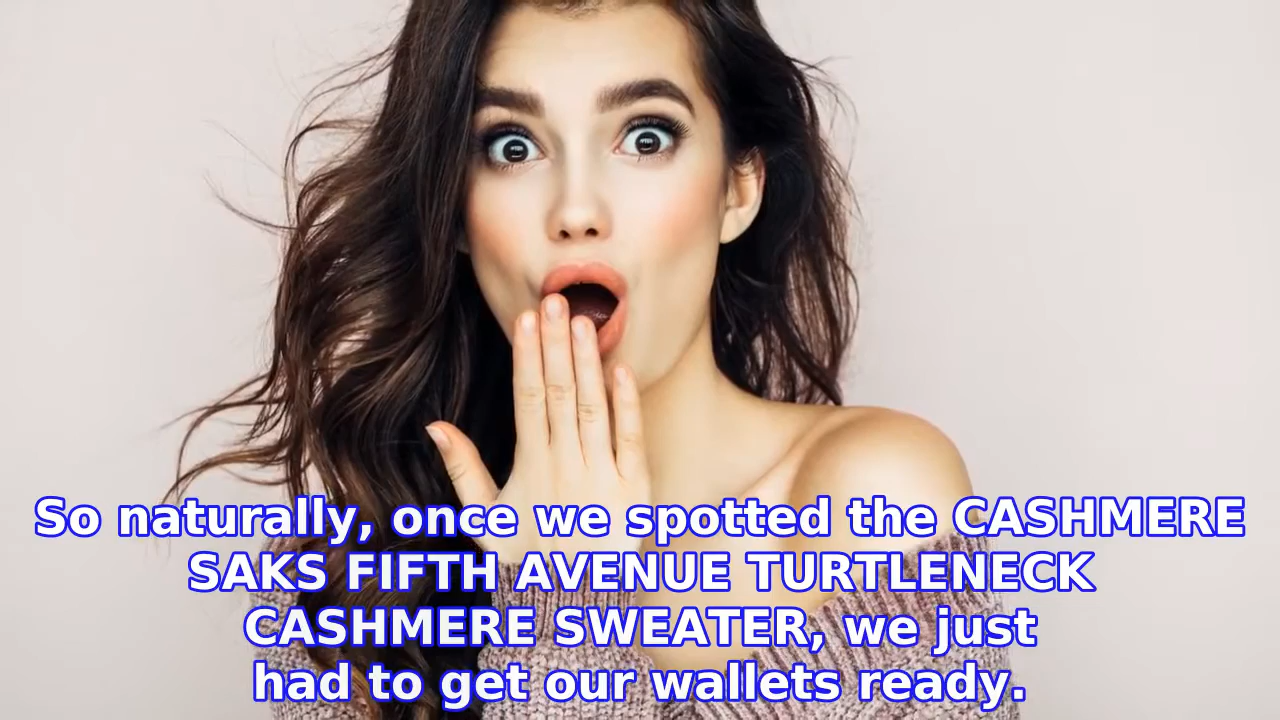 So naturally, once we spotted the CASHMERE
SAKS FIFTH AVENUE TURTLENECK
CASHMERE SWEATER, we just
had to get our wallets ready.